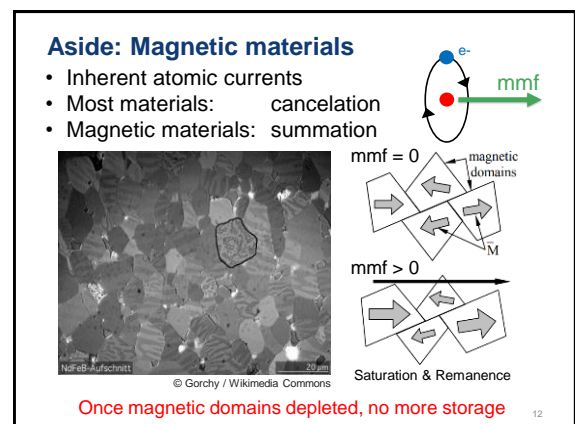 Aside: Magnetic materials
• Inherent atomic currents
• Most materials: cancelation
• Magnetic materials: summation
e-
mmf
mmf = 0
magnetic
domains
M
mmf > 0
NdFeB-Aufschnitt
20 µm
© Gorchy / Wikimedia Commons
Saturation & Remanence
Once magnetic domains depleted, no more storage
12